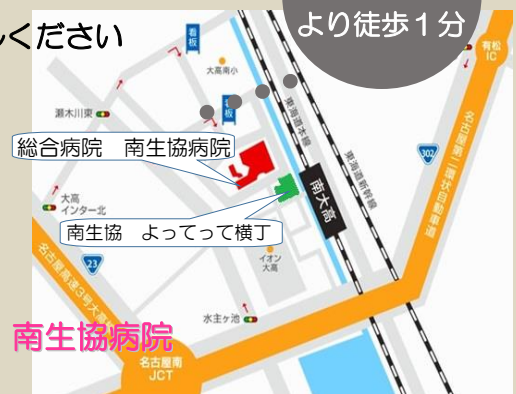 ください
より徒歩１分
看板
有松
IC
大高南小
瀬木川東
看板
東海道本線
東海道新幹線
302
名古屋第二環状自動車道
総合病院　南生協病院
南大高
大高
インター北
南生協　よってって横丁
イオン
大高
23
名古屋高速3号大高
水主ヶ池
南生協病院
名古屋南
JCT